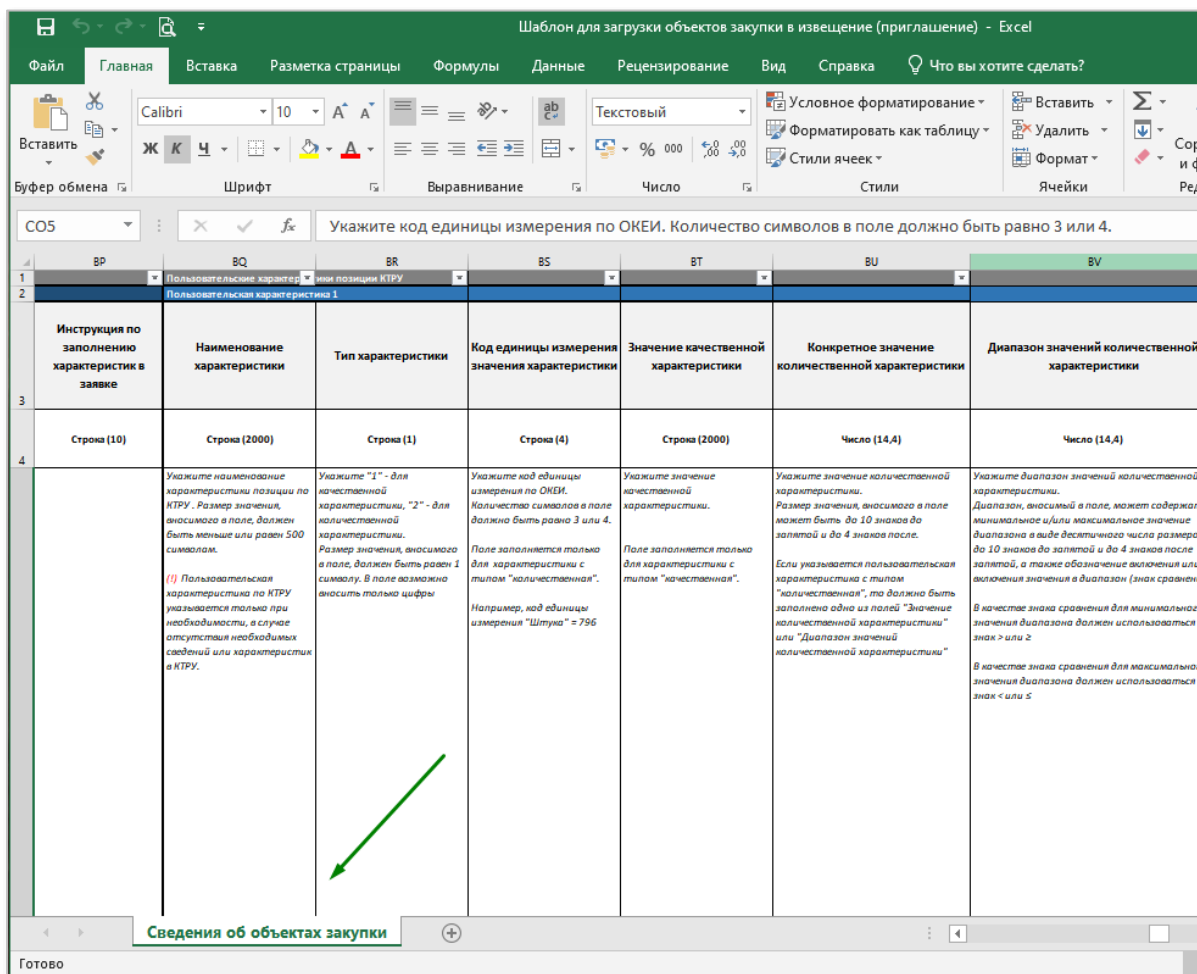 Шаблон для загрузки объектов закупки в извещение (приглашение) - Excel
Файл Главная Вставка Разметка страницы Формулы Данные Рецензирование Вид Справка Что вы хотите сделать?
Вставить
Calibri 10
Ж К Ч
Текстовый
% 000
Условное форматирование
Форматировать как таблицу
Стили ячеек
Вставить
Удалить
Формат
Буфер обмена Шрифт Выравнивание Число Стили Ячейки
CO5 fx Укажите код единицы измерения по ОКЕИ. Количество символов в поле должно быть равно 3 или 4.
BP BQ BR BS BT BU BV
1 Пользовательские характер ики позиции КТРУ
2 Пользовательская характеристика 1
3
Инструкция по
заполнению
характеристик в
заявке
Наименование
характеристики
Тип характеристики
Код единицы измерения
значения характеристики
Значение качественной
характеристики
Конкретное значение
количественной характеристики
Диапазон значений количественной
характеристики
4
Строка (10) Строка (2000) Строка (1) Строка (4) Строка (2000) Число (14,4) Число (14,4)
Укажите наименование
характеристики позиции по
КТРУ . Размер значения,
вносимого в поле, должен
быть меньше или равен 500
символам.
(!) Пользовательская
характеристика по КТРУ
указывается только при
необходимости, в случае
отсутствия необходимых
сведений или характеристик
в КТРУ.
Укажите "1" - для
качественной
характеристики, "2" - для
количественной
характеристики.
Размер значения, вносимого
в поле, должен быть равен 1
символу. В поле возможно
вносить только цифры
Укажите код единицы
измерения по ОКЕИ.
Количество символов в поле
должно быть равно 3 или 4.
Поле заполняется только
для характеристики с
типом "количественная".
Например, код единицы
измерения "Штука" = 796
Укажите значение
качественной
характеристики.
Поле заполняется только
для характеристики с
типом "качественная".
Укажите значение количественной
характеристики.
Размер значения, вносимого в поле
может быть до 10 знаков до
запятой и до 4 знаков после.
Если указывается пользовательская
характеристика с типом
"количественная", то должно быть
заполнено одно из полей "Значение
количественной характеристики"
или "Диапазон значений
количественной характеристики"
Укажите диапазон значений количественной
характеристики.
Диапазон, вносимый в поле, может содержат
минимальное и/или максимальное значение
диапазона в виде десятичного числа размеро
до 10 знаков до запятой и до 4 знаков после
запятой, а также обозначение включения или
включения значения в диапазон (знак сравнен
В качестве знака сравнения для минимального
значения диапазона должен использоваться
знак > или ≥
В качестве знака сравнения для максимально
значения диапазона должен использоваться
знак < или ≤
Сведения об объектах закупки
Готово